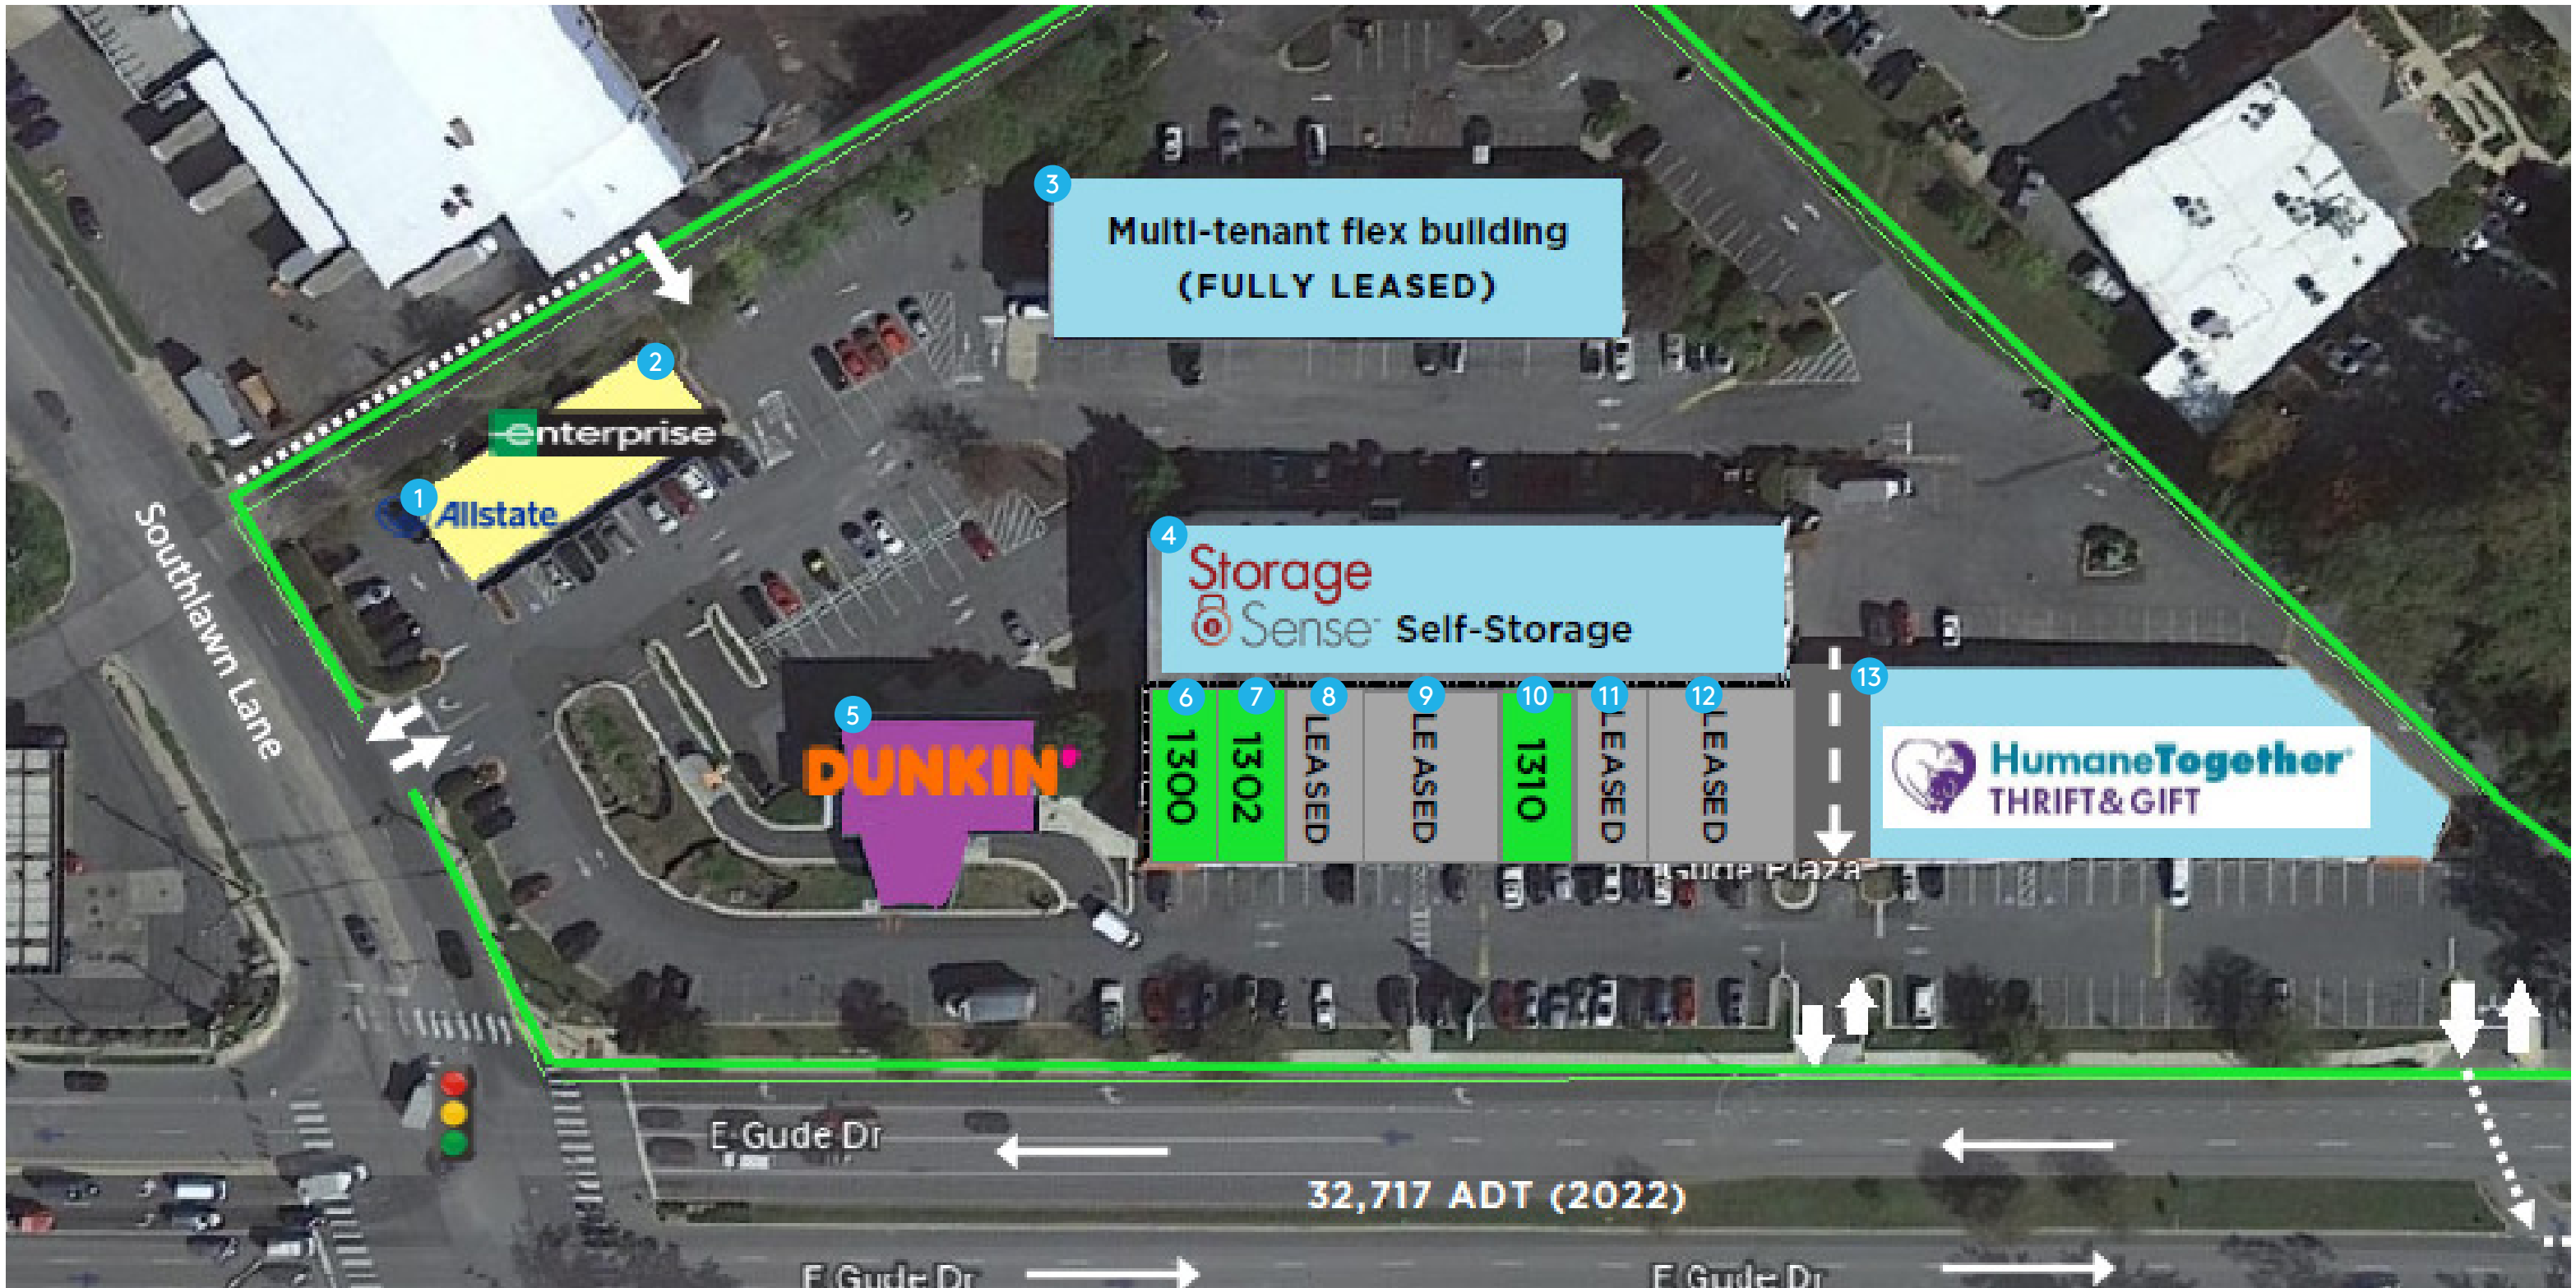 3
Multi-tenant flex building
(FULLY LEASED)
2
enterprise
1
Allstate
Southlawn Lane
4
Storage
Sense Self-Storage
5
DUNKIN'
6
1300
7
1302
8
LEASED
9
LEASED
10
1310
11
LEASED
12
LEASED
13
HumaneTogether
THRIFT & GIFT
Gude Plaza
E Gude Dr
32,717 ADT (2022)
E Gude Dr
E Gude Dr